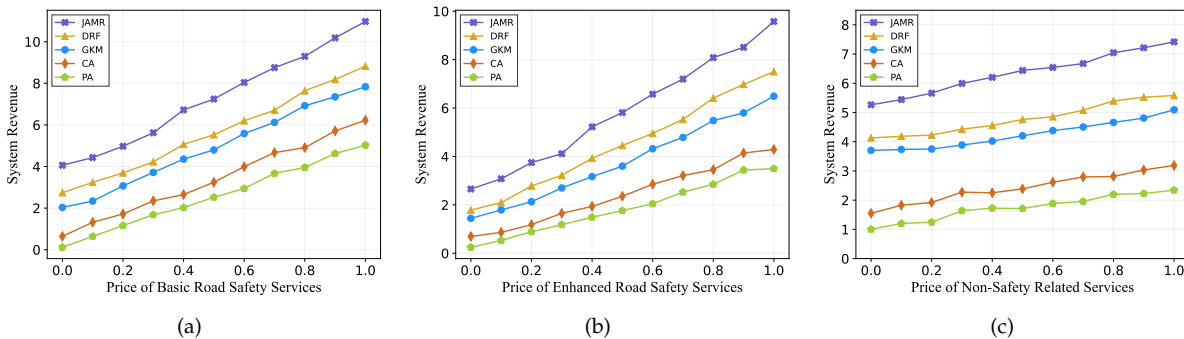 JAMR
DRF
GKM
CA
PA
System Revenue
10
8
6
4
2
0
0.0 0.2 0.4 0.6 0.8 1.0
Price of Basic Road Safety Services
(a)
JAMR
DRF
GKM
CA
PA
System Revenue
10
8
6
4
2
0
0.0 0.2 0.4 0.6 0.8 1.0
Price of Enhanced Road Safety Services
(b)
JAMR
DRF
GKM
CA
PA
System Revenue
8
7
6
5
4
3
2
1
0
0.0 0.2 0.4 0.6 0.8 1.0
Price of Non-Safety Related Services
(c)